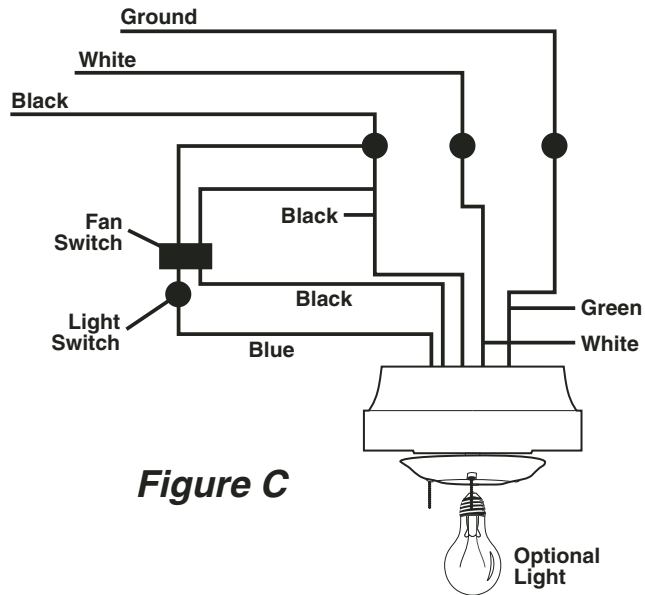 Ground
White
Black
Black
Fan
Switch
Black
Green
Light
Switch
White
Blue
Figure C
Optional
Light